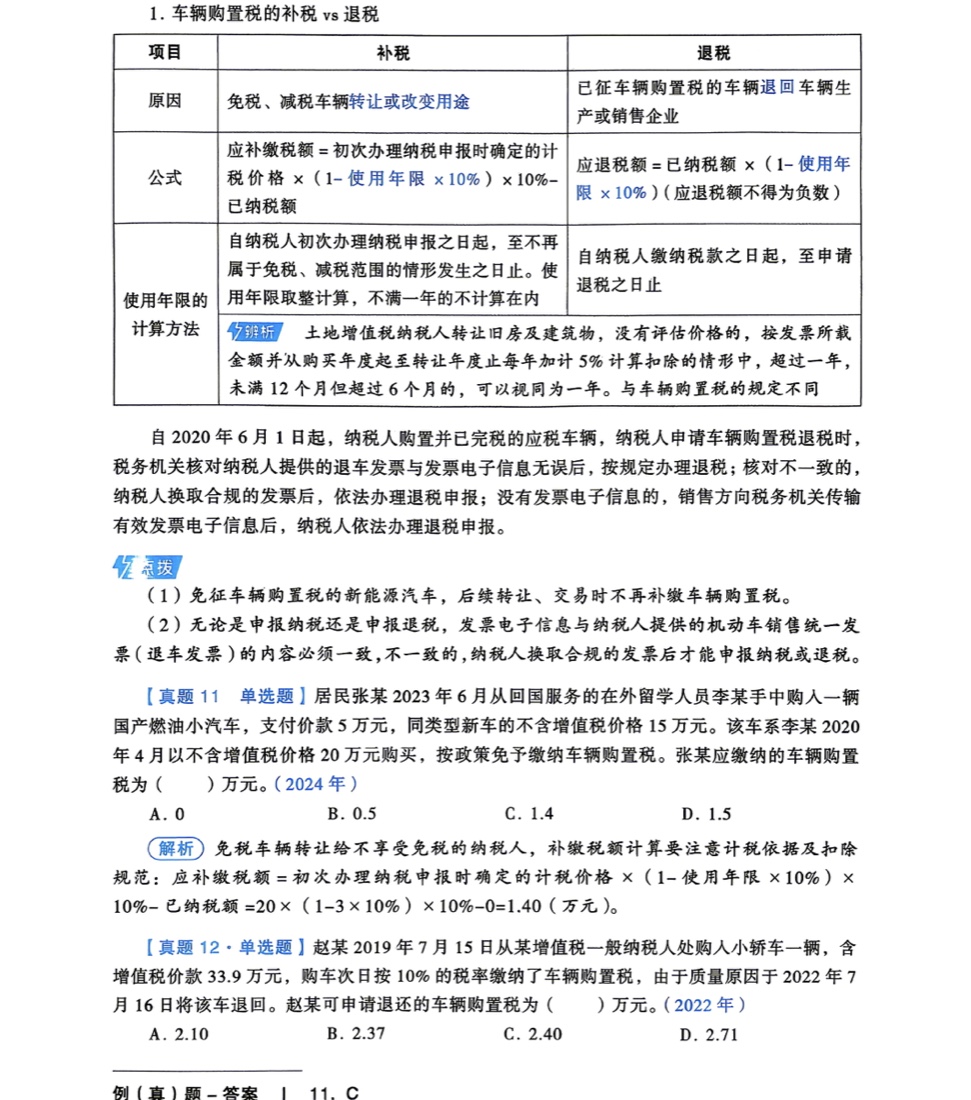 1. 车辆购置税的补税 vs 退税
项目
补税
退税
原因
免税、减税车辆转让或改变用途
已征车辆购置税的车辆退回车辆生
产或销售企业
公式
应补缴税额 = 初次办理纳税申报时确定的计
税价格 ×（1- 使用年限 ×10%）×10%-
已纳税额
应退税额 = 已纳税额 ×（1- 使用年
限 ×10%）（应退税额不得为负数）
使用年限的
计算方法
自纳税人初次办理纳税申报之日起，至不再
属于免税、减税范围的情形发生之日止。使
用年限取整计算，不满一年的不计算在内
自纳税人缴纳税款之日起，至申请
退税之日止
辨析 土地增值税纳税人转让旧房及建筑物，没有评估价格的，按发票所载
金额并从购买年度起至转让年度止每年加计 5% 计算扣除的情形中，超过一年，
未满 12 个月但超过 6 个月的，可以视同为一年。与车辆购置税的规定不同
自 2020 年 6 月 1 日起，纳税人购置并已完税的应税车辆，纳税人申请车辆购置税退税时，
税务机关核对纳税人提供的退车发票与发票电子信息无误后，按规定办理退税；核对不一致的，
纳税人换取合规的发票后，依法办理退税申报；没有发票电子信息的，销售方向税务机关传输
有效发票电子信息后，纳税人依法办理退税申报。
点拨
（1）免征车辆购置税的新能源汽车，后续转让、交易时不再补缴车辆购置税。
（2）无论是申报纳税还是申报退税，发票电子信息与纳税人提供的机动车销售统一发
票（退车发票）的内容必须一致，不一致的，纳税人换取合规的发票后才能申报纳税或退税。
【真题 11 单选题】居民张某 2023 年 6 月从回国服务的在外留学人员李某手中购入一辆
国产燃油小汽车，支付价款 5 万元，同类型新车的不含增值税价格 15 万元。该车系李某 2020
年 4 月以不含增值税价格 20 万元购买，按政策免予缴纳车辆购置税。张某应缴纳的车辆购置
税为（ ）万元。（2024 年）
A. 0 B. 0.5 C. 1.4 D. 1.5
解析 免税车辆转让给不享受免税的纳税人，补缴税额计算要注意计税依据及扣除
规范：应补缴税额 = 初次办理纳税申报时确定的计税价格 ×（1- 使用年限 ×10%）×
10%- 已纳税额 =20×（1-3×10%）×10%-0=1.40（万元）。
【真题 12·单选题】赵某 2019 年 7 月 15 日从某增值税一般纳税人处购入小轿车一辆，含
增值税价款 33.9 万元，购车次日按 10% 的税率缴纳了车辆购置税，由于质量原因于 2022 年 7
月 16 日将该车退回。赵某可申请退还的车辆购置税为（ ）万元。（2022 年）
A. 2.10 B. 2.37 C. 2.40 D. 2.71
例（真）题 - 答案 | 11. C